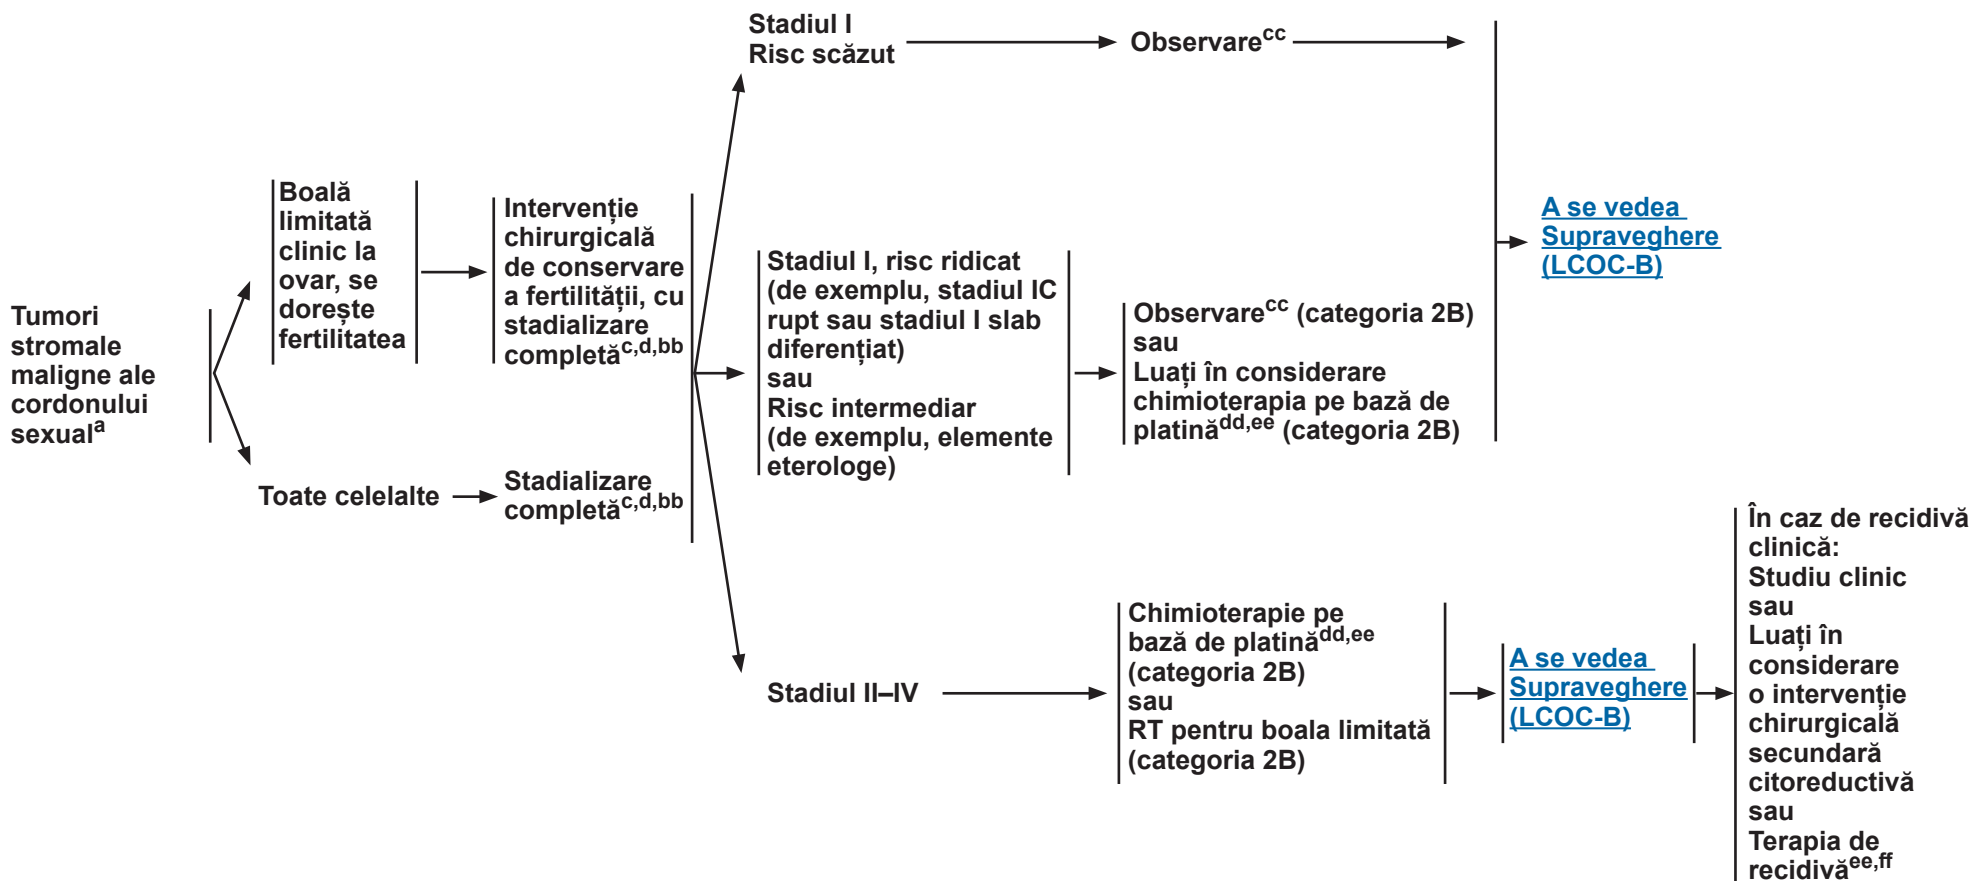 Tumori
stromale
maligne ale
cordonului
sexualᵃ
Boală
limitată
clinic la
ovar, se
dorește
fertilitatea
Toate celelalte
Intervenție
chirurgicală
de conservare
a fertilității, cu
stadializare
completăᶜ,ᵈ,ᵇᵇ
Stadializare
completăᶜ,ᵈ,ᵇᵇ
Stadiul I
Risc scăzut
Observareᶜᶜ
Stadiul I, risc ridicat
(de exemplu, stadiul IC
rupt sau stadiul I slab
diferențiat)
sau
Risc intermediar
(de exemplu, elemente
eterologe)
Observareᶜᶜ (categoria 2B)
sau
Luați în considerare
chimioterapia pe bază de
platinăᵈᵈ,ᵉᵉ (categoria 2B)
A se vedea
Supraveghere
(LCOC-B)
Stadiul II–IV
Chimioterapie pe
bază de platinăᵈᵈ,ᵉᵉ
(categoria 2B)
sau
RT pentru boala limitată
(categoria 2B)
A se vedea
Supraveghere
(LCOC-B)
În caz de recidivă
clinică:
Studiu clinic
sau
Luați în
considerare
o intervenție
chirurgicală
secundară
citoreductivă
sau
Terapia de
recidivăᵉᵉ,ᶠᶠ